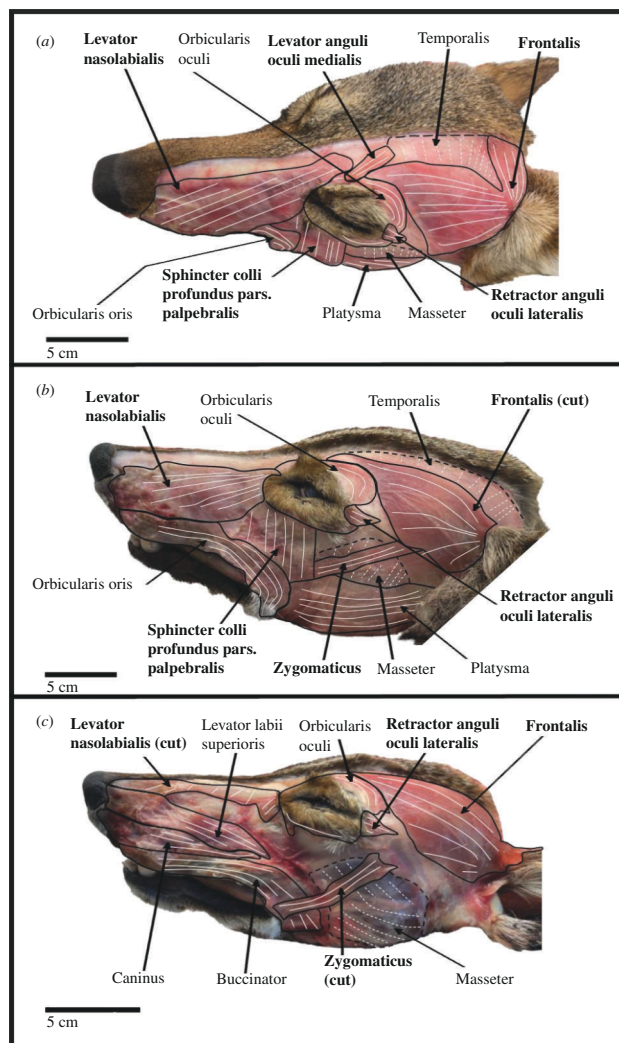 (a)
Levator
nasolabialis
Orbicularis
oculi
Levator anguli
oculi medialis
Temporalis
Frontalis
Orbicularis oris
Sphincter colli
profundus pars.
palpebralis
Platysma
Masseter
Retractor anguli
oculi lateralis
5 cm
(b)
Levator
nasolabialis
Orbicularis
oculi
Temporalis
Frontalis (cut)
Orbicularis oris
Sphincter colli
profundus pars.
palpebralis
Zygomaticus
Masseter
Retractor anguli
oculi lateralis
Platysma
5 cm
(c)
Levator
nasolabialis (cut)
Levator labii
superioris
Orbicularis
oculi
Retractor anguli
oculi lateralis
Frontalis
Caninus
Buccinator
Zygomaticus
(cut)
Masseter
5 cm